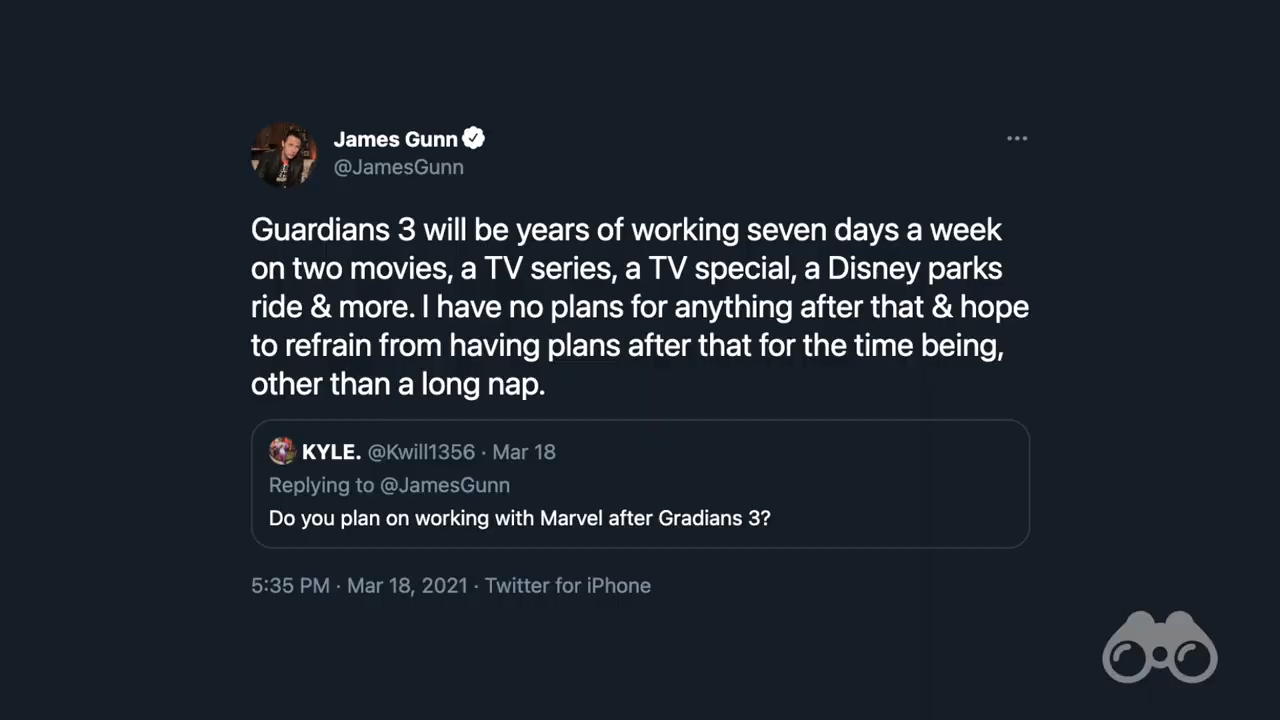 James Gunn
@JamesGunn
Guardians 3 will be years of working seven days a week
on two movies, a TV series, a TV special, a Disney parks
ride & more. I have no plans for anything after that & hope
to refrain from having plans after that for the time being,
other than a long nap.
KYLE. @Kwill1356 · Mar 18
Replying to @JamesGunn
Do you plan on working with Marvel after Gradians 3?
5:35 PM · Mar 18, 2021 · Twitter for iPhone